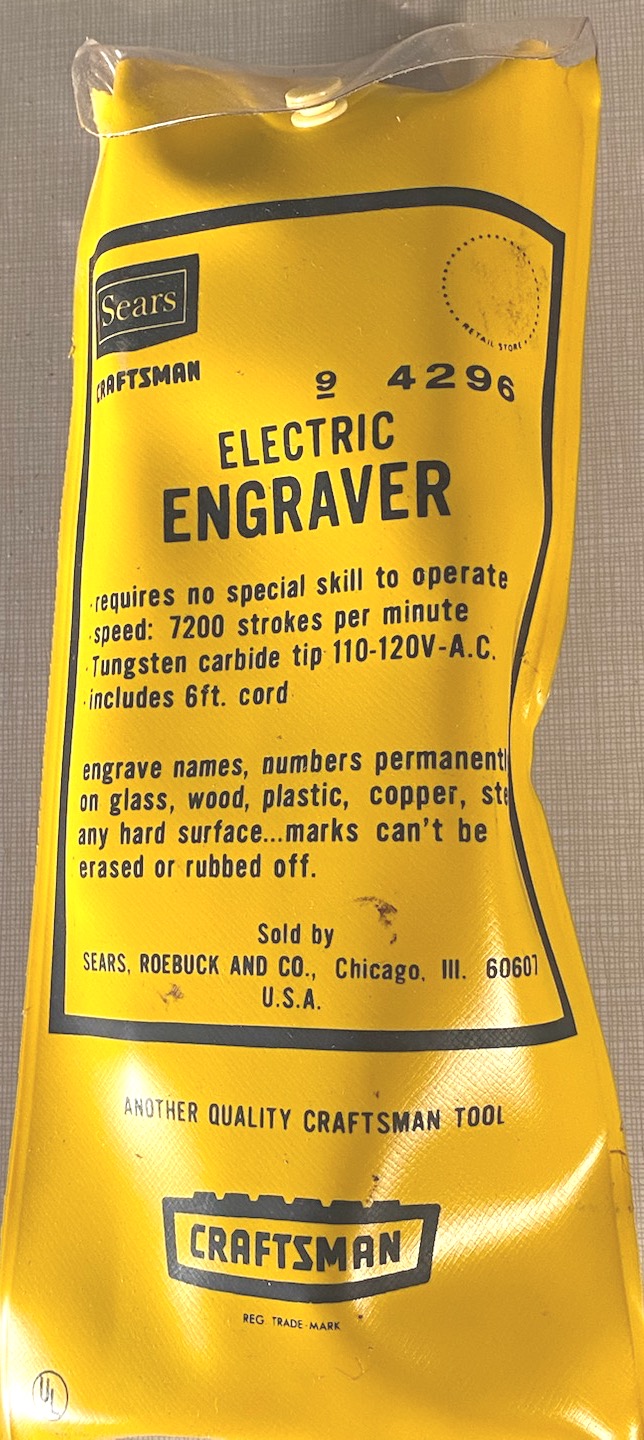 Sears
RETAIL STORE
CRAFTSMAN
9 4296
ELECTRIC
ENGRAVER
·requires no special skill to operate
·speed: 7200 strokes per minute
·Tungsten carbide tip 110-120V-A.C.
·includes 6ft. cord
engrave names, numbers permanentl
on glass, wood, plastic, copper, ste
any hard surface...marks can't be
erased or rubbed off.
Sold by
SEARS, ROEBUCK AND CO., Chicago, Ill. 60607
U.S.A.
ANOTHER QUALITY CRAFTSMAN TOOL
CRAFTSMAN
REG TRADE-MARK
UL